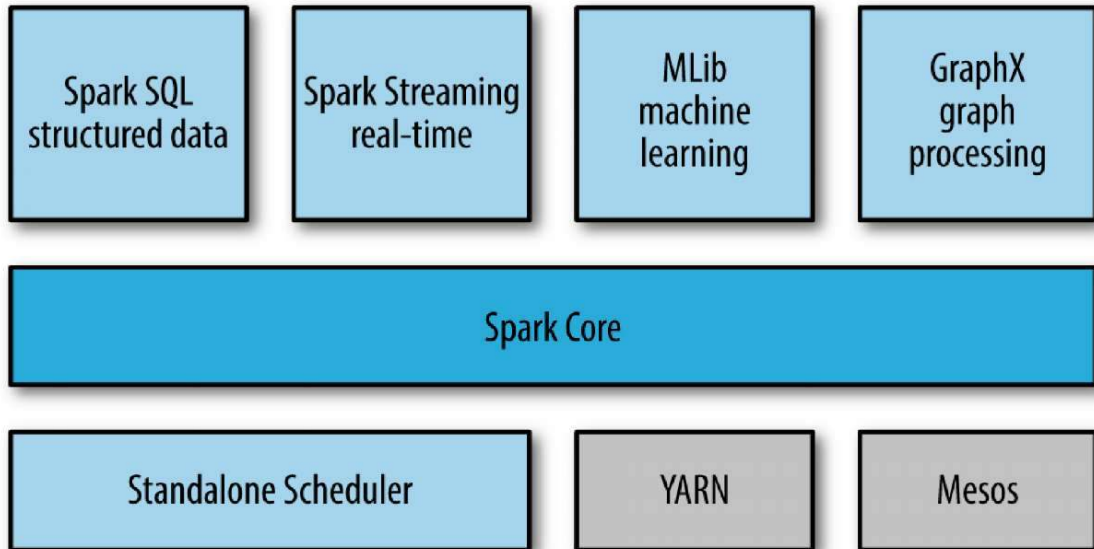 Spark SQL
structured data
Spark Streaming
real-time
MLib
machine
learning
GraphX
graph
processing
Spark Core
Standalone Scheduler
YARN
Mesos